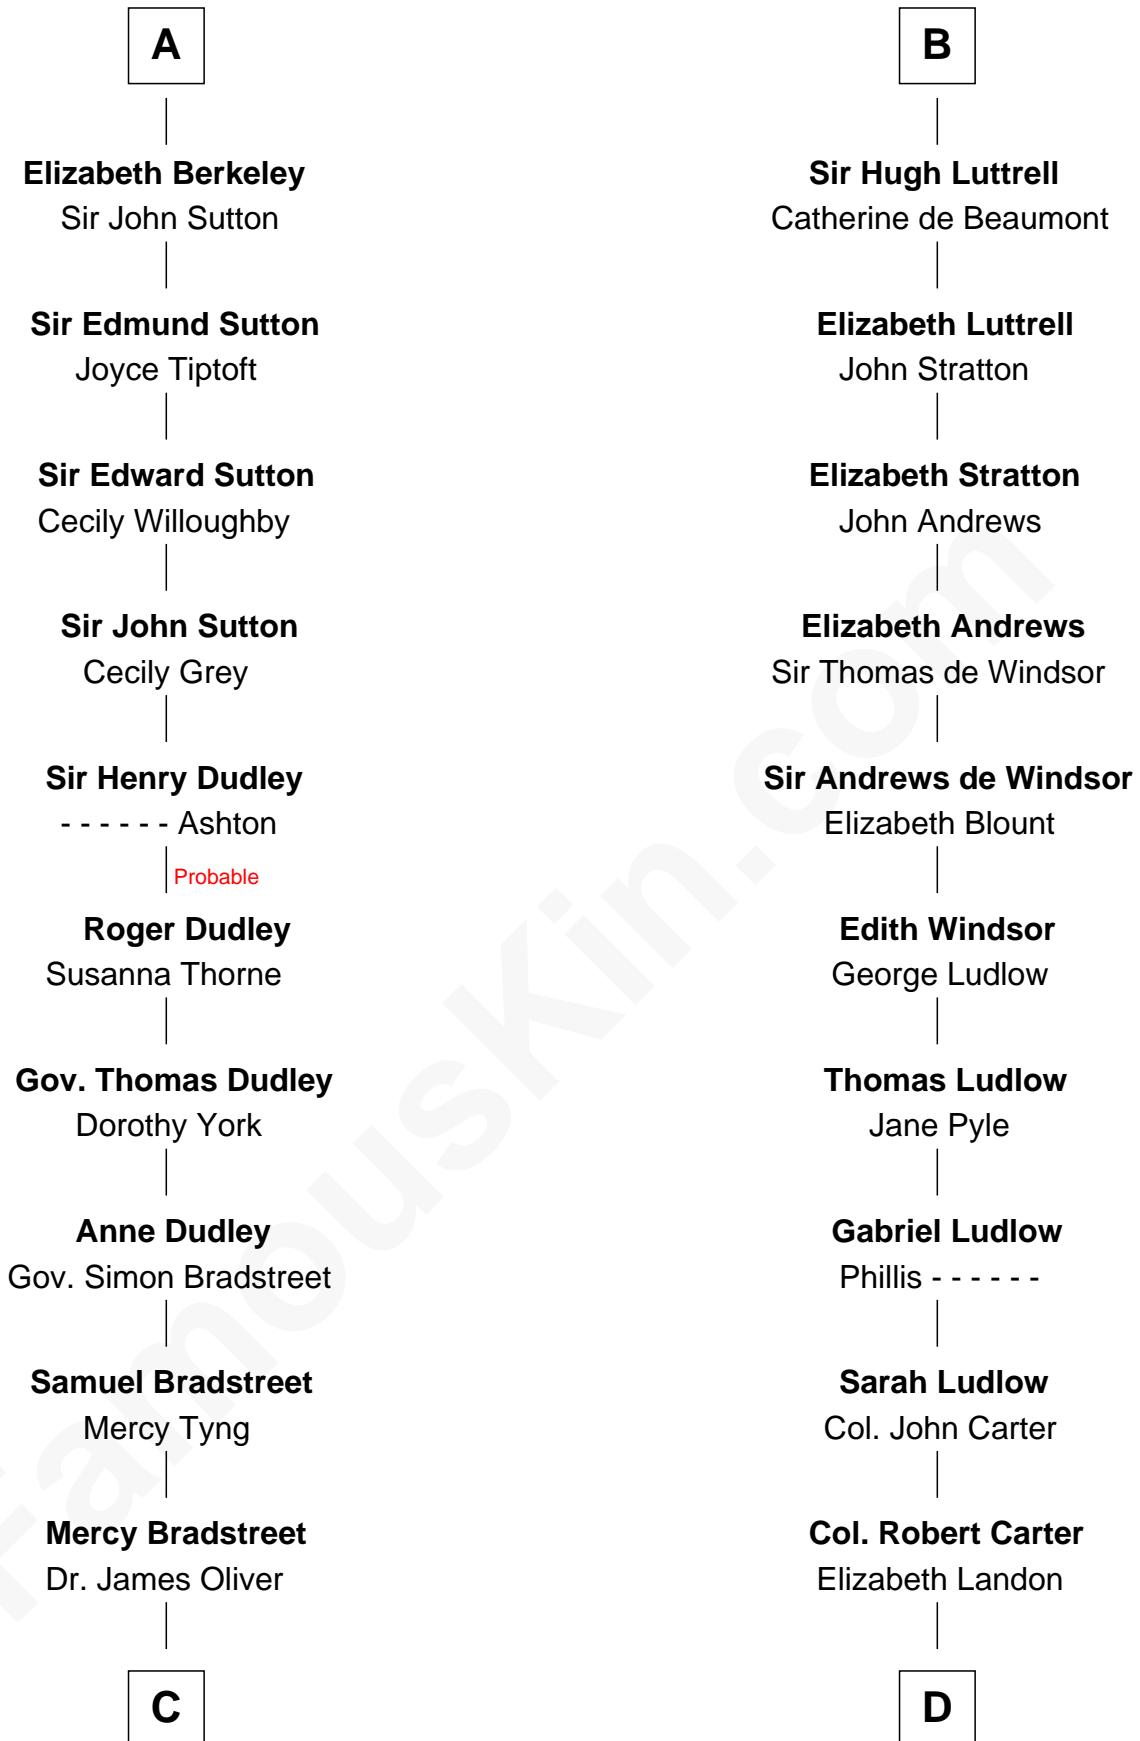 A
Elizabeth Berkeley
Sir John Sutton
Sir Edmund Sutton
Joyce Tiptoft
Sir Edward Sutton
Cecily Willoughby
Sir John Sutton
Cecily Grey
Sir Henry Dudley
- - - - - - Ashton
Probable
Roger Dudley
Susanna Thorne
Gov. Thomas Dudley
Dorothy York
Anne Dudley
Gov. Simon Bradstreet
Samuel Bradstreet
Mercy Tyng
Mercy Bradstreet
Dr. James Oliver
C
B
Sir Hugh Luttrell
Catherine de Beaumont
Elizabeth Luttrell
John Stratton
Elizabeth Stratton
John Andrews
Elizabeth Andrews
Sir Thomas de Windsor
Sir Andrews de Windsor
Elizabeth Blount
Edith Windsor
George Ludlow
Thomas Ludlow
Jane Pyle
Gabriel Ludlow
Phillis - - - - - -
Sarah Ludlow
Col. John Carter
Col. Robert Carter
Elizabeth Landon
D
FamousKin.com